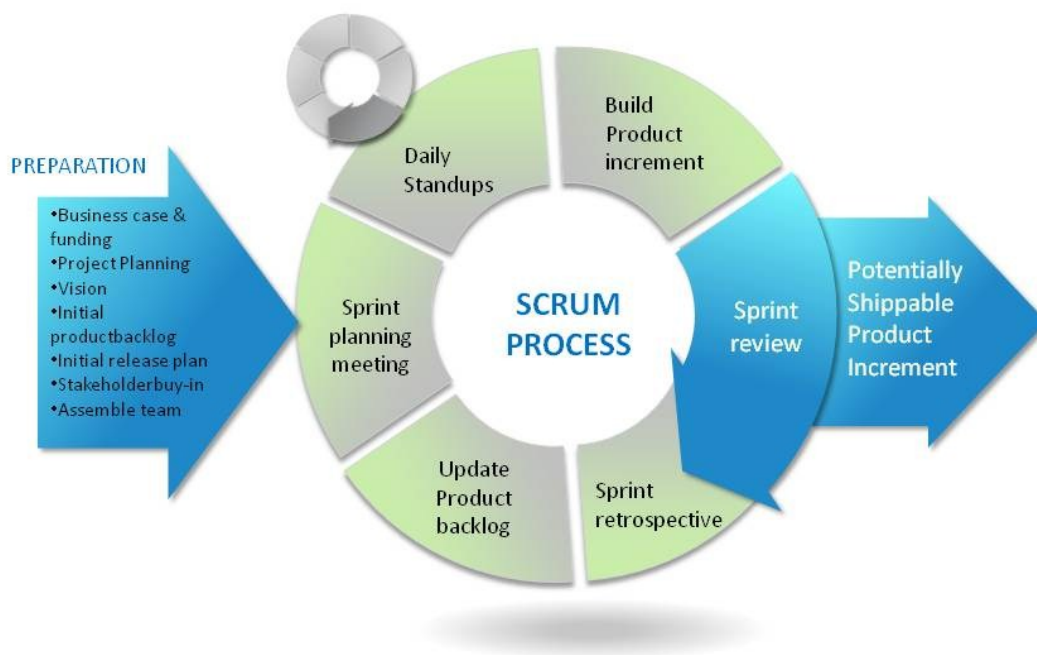 PREPARATION
•Business case &
funding
•Project Planning
•Vision
•Initial
productbacklog
•Initial release plan
•Stakeholderbuy-in
•Assemble team
Daily
Standups
Build
Product
increment
Sprint
planning
meeting
SCRUM
PROCESS
Sprint
review
Potentially
Shippable
Product
Increment
Update
Product
backlog
Sprint
retrospective